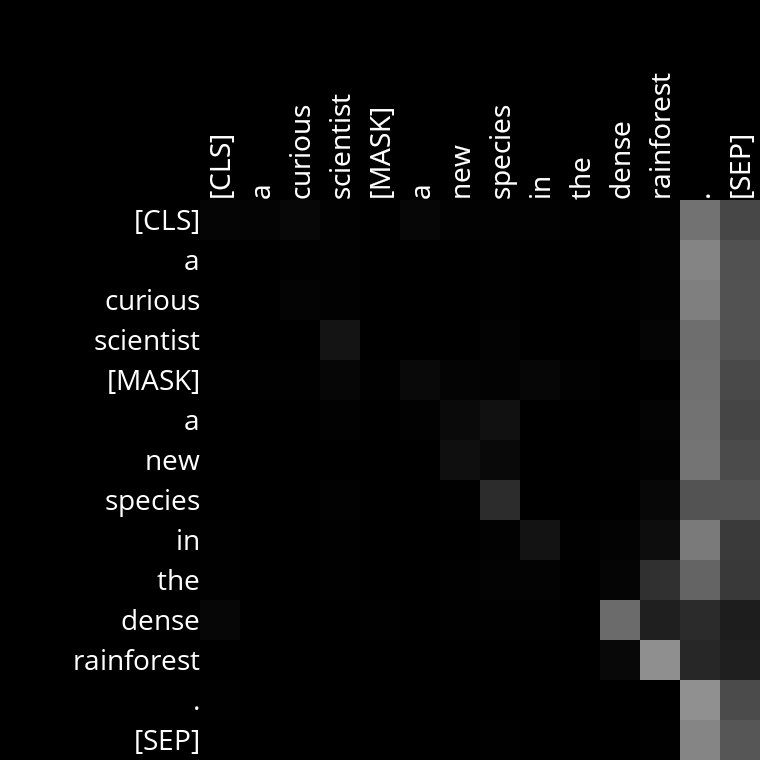 [CLS] a curious scientist [MASK] a new species in the dense rainforest . [SEP]
[CLS]
a
curious
scientist
[MASK]
a
new
species
in
the
dense
rainforest
.
[SEP]